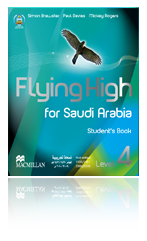 Simon Brewster Paul Davies Mickey Rogers
Flying High
for Saudi Arabia
Student's Book
MACMILLAN
Level 4